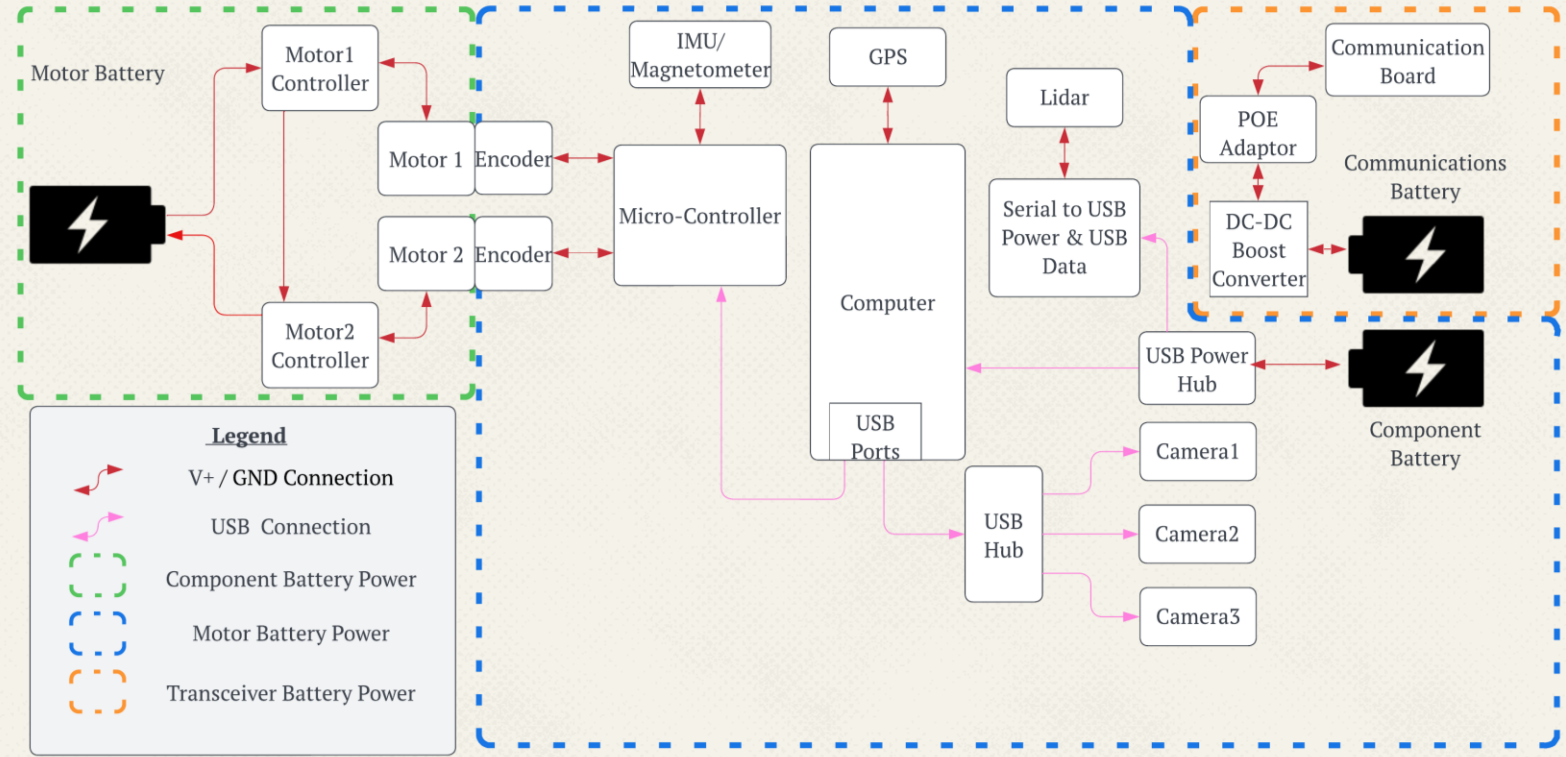 Motor Battery
Motor1
Controller
Motor 1
Encoder
Motor 2
Encoder
Motor2
Controller
IMU/
Magnetometer
Micro-Controller
GPS
Computer
USB
Ports
Lidar
Serial to USB
Power & USB
Data
Communication
Board
POE
Adaptor
Communications
Battery
DC-DC
Boost
Converter
USB Power
Hub
Component
Battery
USB
Hub
Camera1
Camera2
Camera3
Legend
V+ / GND Connection
USB Connection
Component Battery Power
Motor Battery Power
Transceiver Battery Power